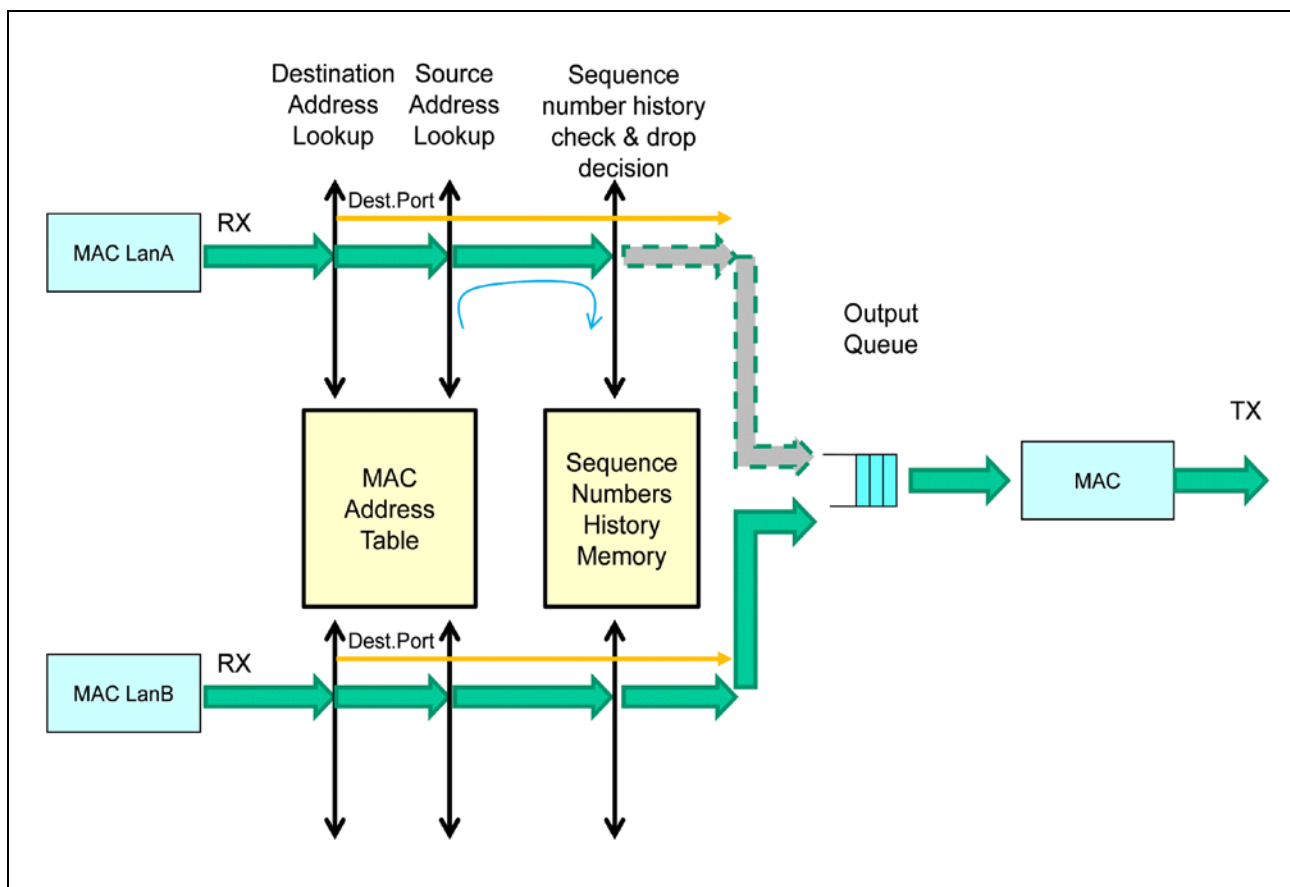 Destination
Address
Lookup
Source
Address
Lookup
Sequence
number history
check & drop
decision
Dest.Port
RX
MAC LanA
Output
Queue
TX
MAC
Address
Table
Sequence
Numbers
History
Memory
MAC
Dest.Port
RX
MAC LanB